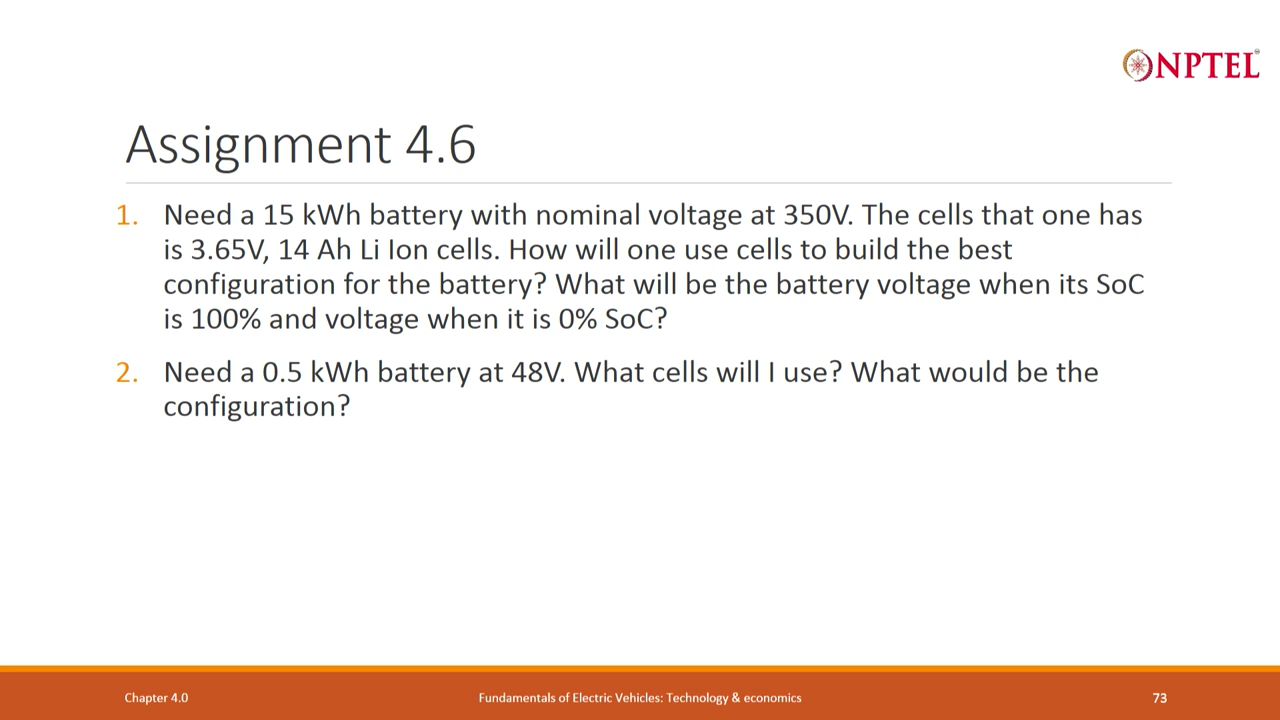 NPTEL
Assignment 4.6
1. Need a 15 kWh battery with nominal voltage at 350V. The cells that one has
is 3.65V, 14 Ah Li Ion cells. How will one use cells to build the best
configuration for the battery? What will be the battery voltage when its SoC
is 100% and voltage when it is 0% SoC?
2. Need a 0.5 kWh battery at 48V. What cells will I use? What would be the
configuration?
Chapter 4.0
Fundamentals of Electric Vehicles: Technology & economics
73